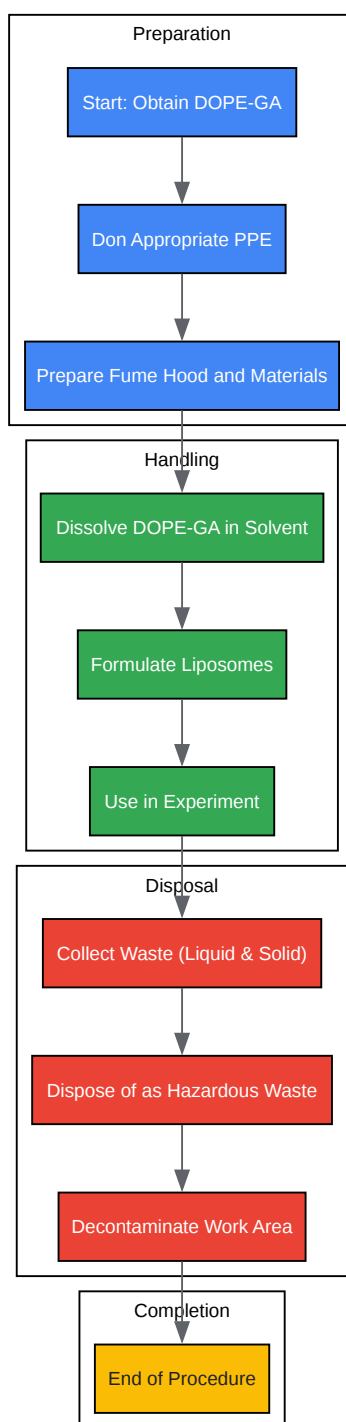 Preparation
Start: Obtain DOPE-GA
Don Appropriate PPE
Prepare Fume Hood and Materials
Handling
Dissolve DOPE-GA in Solvent
Formulate Liposomes
Use in Experiment
Disposal
Collect Waste (Liquid & Solid)
Dispose of as Hazardous Waste
Decontaminate Work Area
Completion
End of Procedure